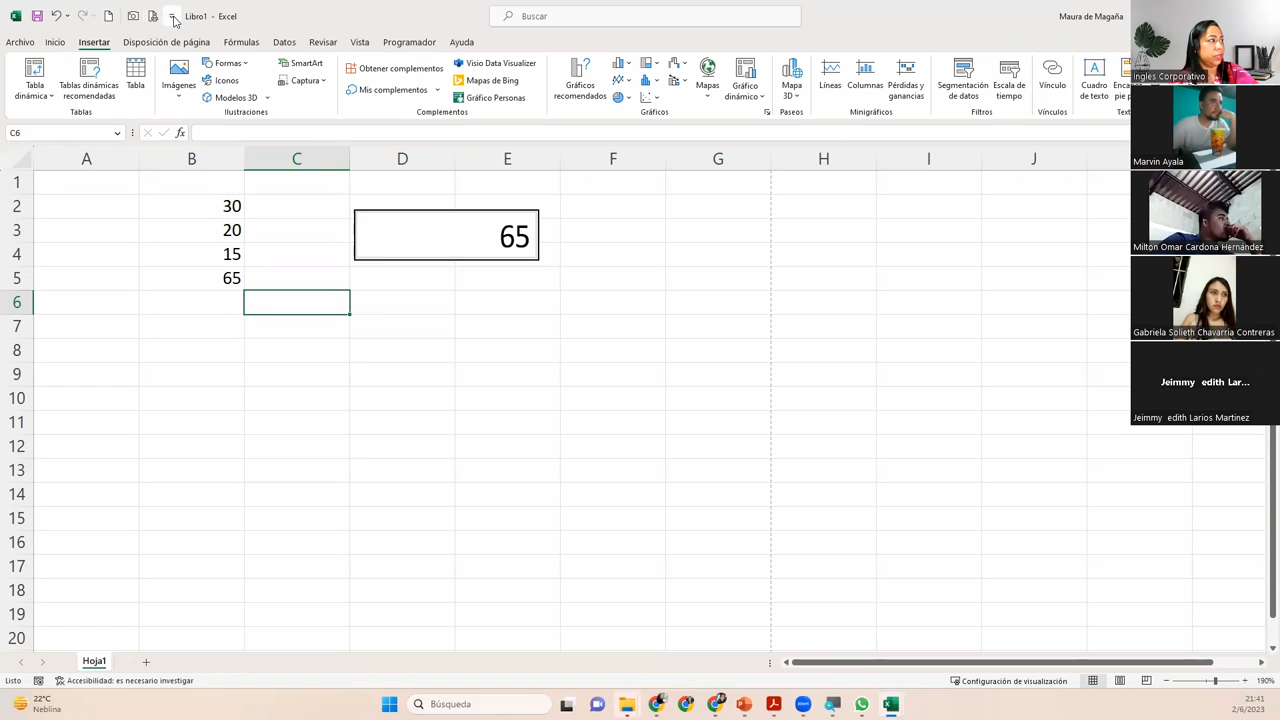 Libro1 - Excel
Buscar
Maura de Magaña
Archivo Inicio Insertar Disposición de página Fórmulas Datos Revisar Vista Programador Ayuda
Tabla dinámica
Tablas dinámicas recomendadas
Tabla
Tablas
Imágenes
Formas
Iconos
Modelos 3D
SmartArt
Captura
Ilustraciones
Obtener complementos
Mis complementos
Visio Data Visualizer
Mapas de Bing
Gráfico Personas
Complementos
Gráficos recomendados
Mapas
Gráfico dinámico
Gráficos
Mapa 3D
Paseos
Líneas
Columnas
Pérdidas y ganancias
Minigráficos
Segmentación de datos
Escala de tiempo
Filtros
Vínculo
Vínculos
Cuadro de texto
C6
fx
A B C D E F G H I J
1
2 30
3 20 65
4 15
5 65
6
7
8
9
10
11
12
13
14
15
16
17
18
19
20
Ingles Corporativo
Marvin Ayala
Milton Omar Cardona Hernández
Gabriela Solieth Chavarria Contreras
Jeimmy edith Lar...
Jeimmy edith Larios Martinez
Hoja1
Listo
Accesibilidad: es necesario investigar
Configuración de visualización
190%
22°C
Neblina
Búsqueda
21:41
2/6/2023